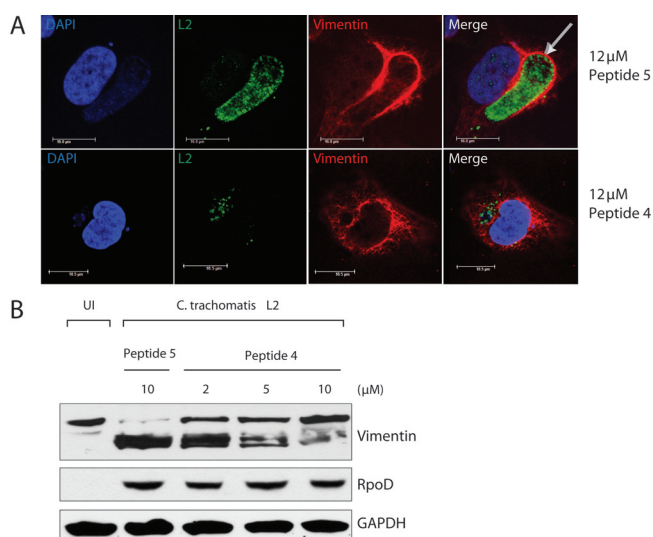 A
DAPI L2 Vimentin Merge
12μM
Peptide 5
DAPI L2 Vimentin Merge
12μM
Peptide 4
B
UI C. trachomatis L2
Peptide 5 Peptide 4
10 2 5 10 (μM)
Vimentin
RpoD
GAPDH